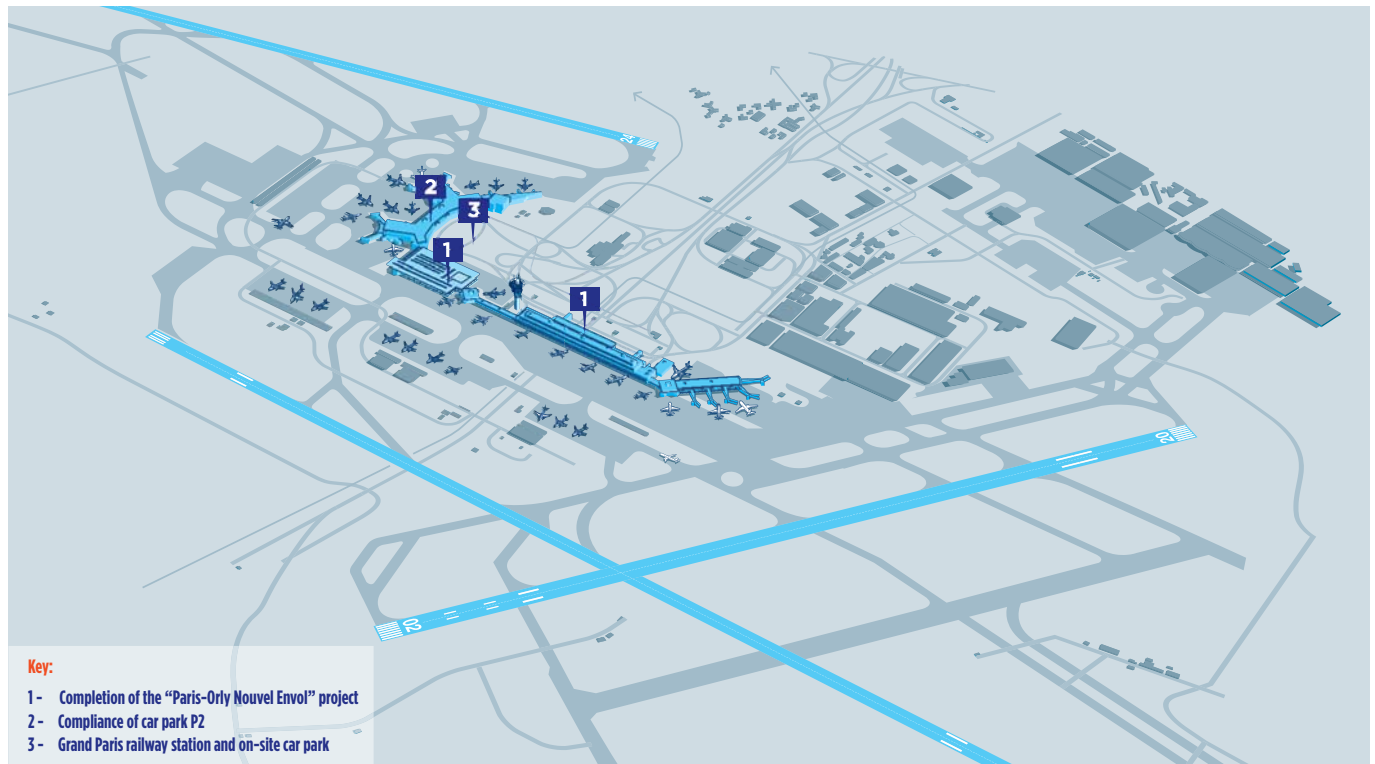 24
2
3
1
1
20
02
Key:
1 - Completion of the “Paris-Orly Nouvel Envol” project
2 - Compliance of car park P2
3 - Grand Paris railway station and on-site car park